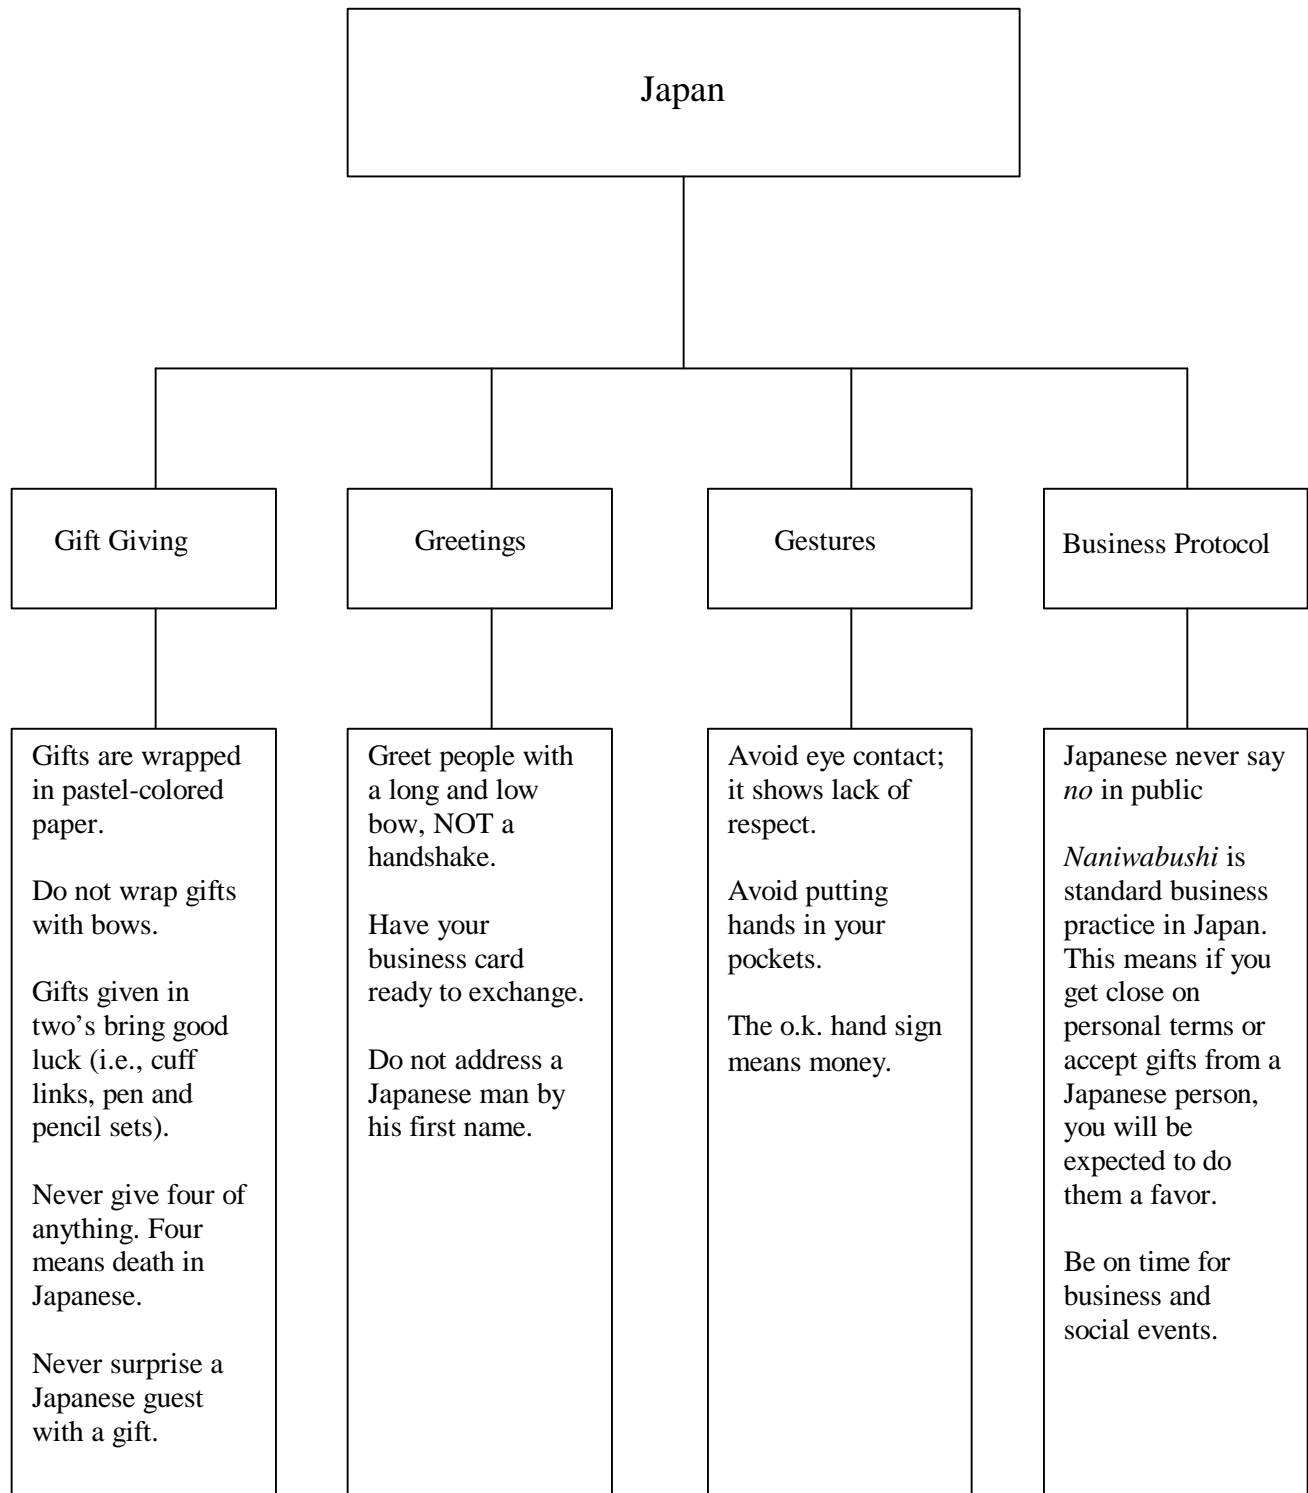 Japan
Gift Giving
Greetings
Gestures
Business Protocol
Gifts are wrapped
in pastel-colored
paper.
Do not wrap gifts
with bows.
Gifts given in
two’s bring good
luck (i.e., cuff
links, pen and
pencil sets).
Never give four of
anything. Four
means death in
Japanese.
Never surprise a
Japanese guest
with a gift.
Greet people with
a long and low
bow, NOT a
handshake.
Have your
business card
ready to exchange.
Do not address a
Japanese man by
his first name.
Avoid eye contact;
it shows lack of
respect.
Avoid putting
hands in your
pockets.
The o.k. hand sign
means money.
Japanese never say
no in public
Naniwabushi is
standard business
practice in Japan.
This means if you
get close on
personal terms or
accept gifts from a
Japanese person,
you will be
expected to do
them a favor.
Be on time for
business and
social events.